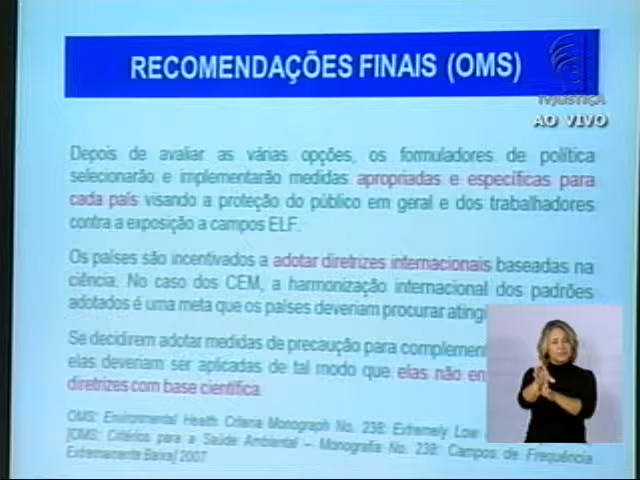 RECOMENDAÇÕES FINAIS (OMS)
TV JUSTIÇA
AO VIVO
Depois de avaliar as várias opções, os formuladores de política
selecionarão e implementarão medidas apropriadas e específicas para
cada país visando a proteção do público em geral e dos trabalhadores
contra a exposição a campos ELF.
Os países são incentivados a adotar diretrizes internacionais baseadas na
ciência. No caso dos CEM, a harmonização internacional dos padrões
adotados é uma meta que os países deveriam procurar atingi
Se decidirem adotar medidas de precaução para complement
elas deveriam ser aplicadas de tal modo que elas não en
diretrizes com base científica.
OMS: Environmental Health Criteria Monograph No. 238: Extremely Low
[OMS: Critérios para a Saúde Ambiental – Monografia No. 238: Campos de Frequência
Extremamente Baixa] 2007